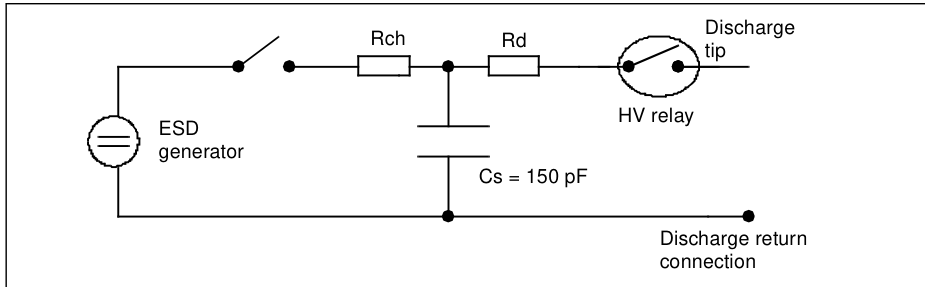 Discharge
tip
Rch
Rd
HV relay
ESD
generator
Cs = 150 pF
Discharge return
connection